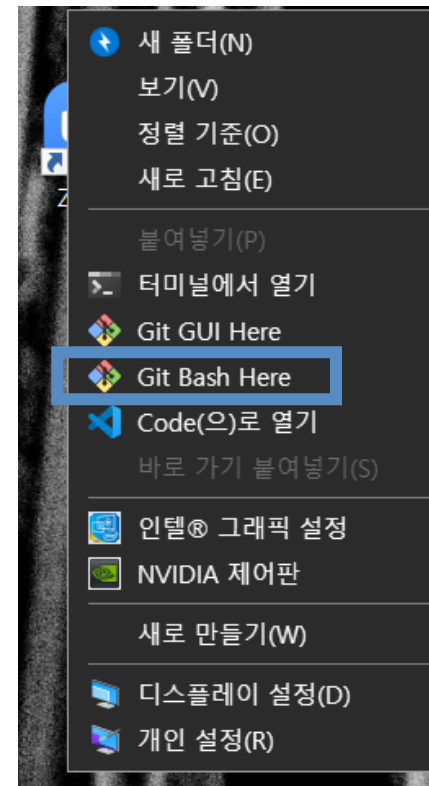 새 폴더(N)
보기(V)
정렬 기준(O)
새로 고침(E)
Z
붙여넣기(P)
터미널에서 열기
Git GUI Here
Git Bash Here
Code(으)로 열기
바로 가기 붙여넣기(S)
인텔® 그래픽 설정
NVIDIA 제어판
새로 만들기(W)
디스플레이 설정(D)
개인 설정(R)